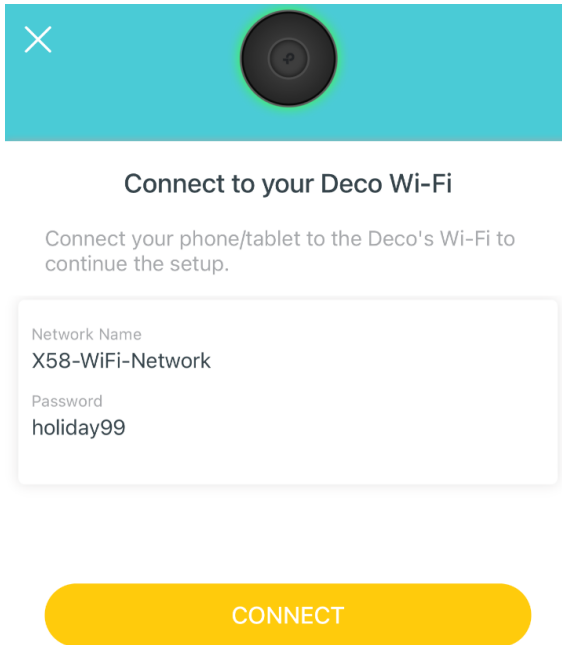 Connect to your Deco Wi-Fi
Connect your phone/tablet to the Deco's Wi-Fi to
continue the setup.
Network Name
X58-WiFi-Network
Password
holiday99
CONNECT